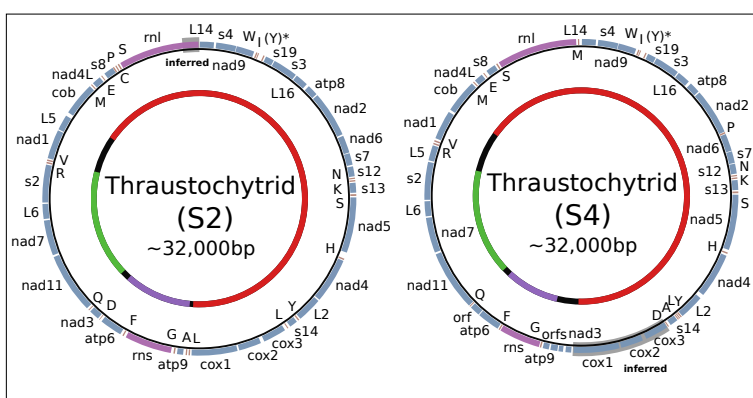 L14
s4
W
I
(Y)*
s19
s3
nad9
L16
atp8
nad2
nad6
s7
s12
N
K
s13
S
nad5
H
nad4
L2
Y
s14
L
cox3
cox2
cox1
L
A
G
atp9
rns
F
atp6
D
Q
nad3
nad11
nad7
L6
s2
R
V
nad1
L5
cob
nad4L
M
s8
E
P
C
S
rnl
inferred
Thraustochytrid
(S2)
~32,000bp
L14
M
s4
W
I
(Y)*
s19
s3
nad9
L16
atp8
nad2
P
nad6
s7
s12
N
K
s13
S
nad5
H
nad4
L2
Y
L
A
D
s14
cox3
cox2
cox1
inferred
nad3
orfs
G
atp9
rns
F
atp6
orf
Q
nad11
nad7
L6
s2
L5
R
V
nad1
cob
nad4L
M
s8
E
S
rnl
Thraustochytrid
(S4)
~32,000bp